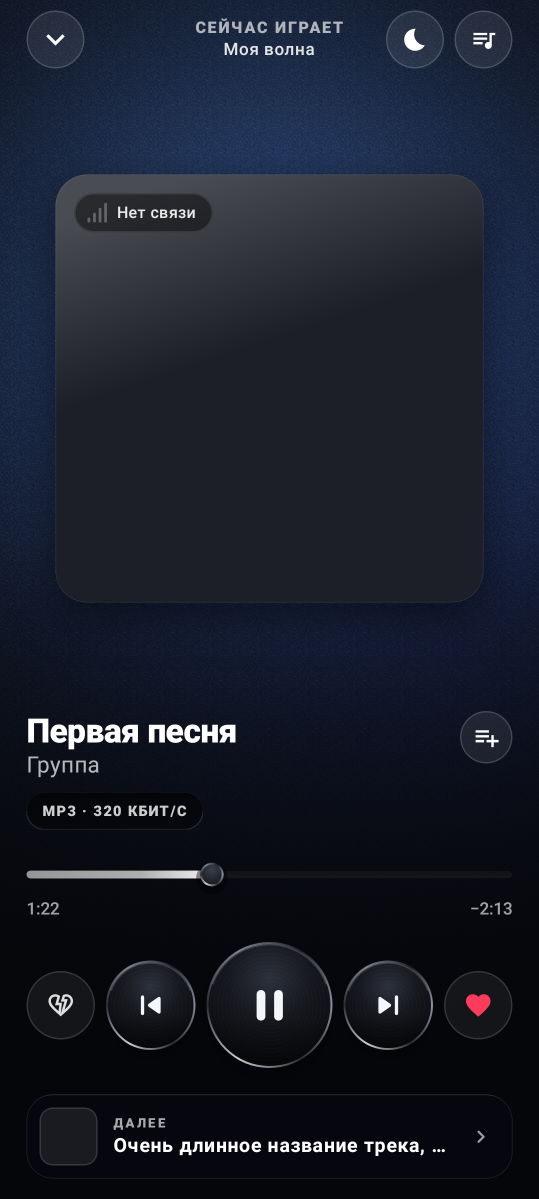 СЕЙЧАС ИГРАЕТ
Моя волна
Нет связи
Первая песня
Группа
MP3 · 320 КБИТ/С
1:22
−2:13
ДАЛЕЕ
Очень длинное название трека, …